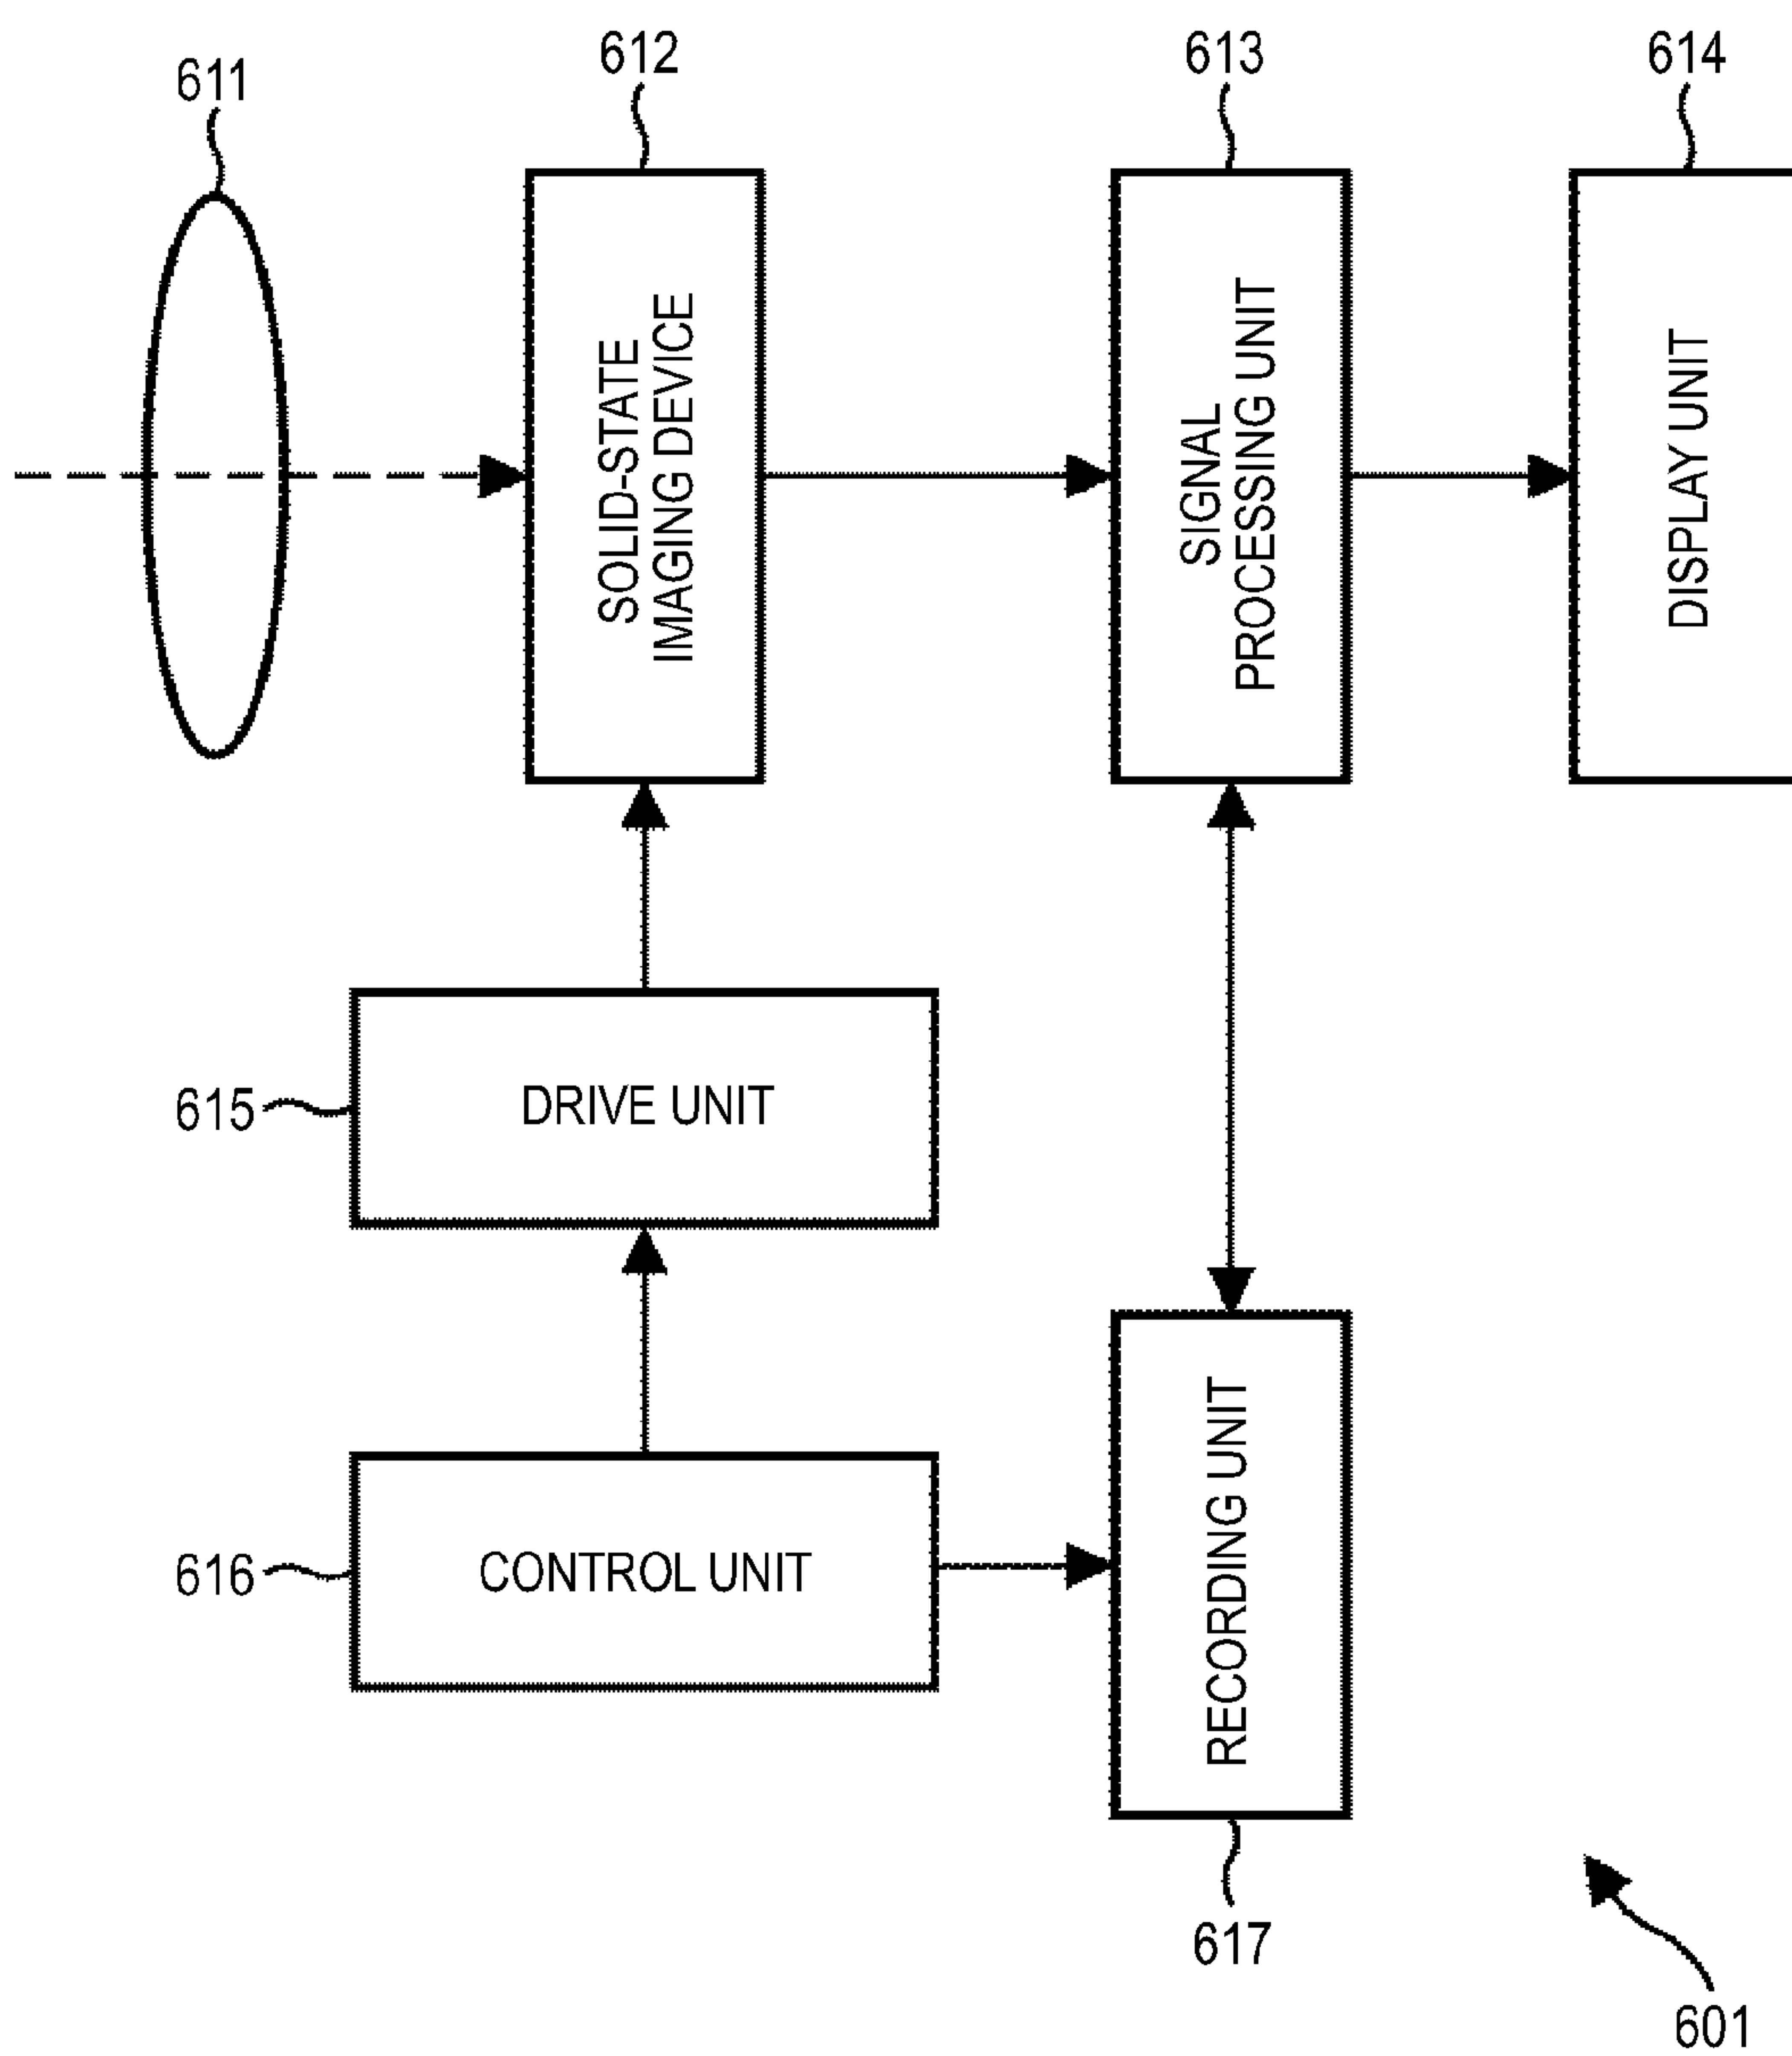 611
612
613
614
SOLID-STATE
IMAGING DEVICE
SIGNAL
PROCESSING UNIT
DISPLAY UNIT
615
DRIVE UNIT
616
CONTROL UNIT
RECORDING UNIT
617
601